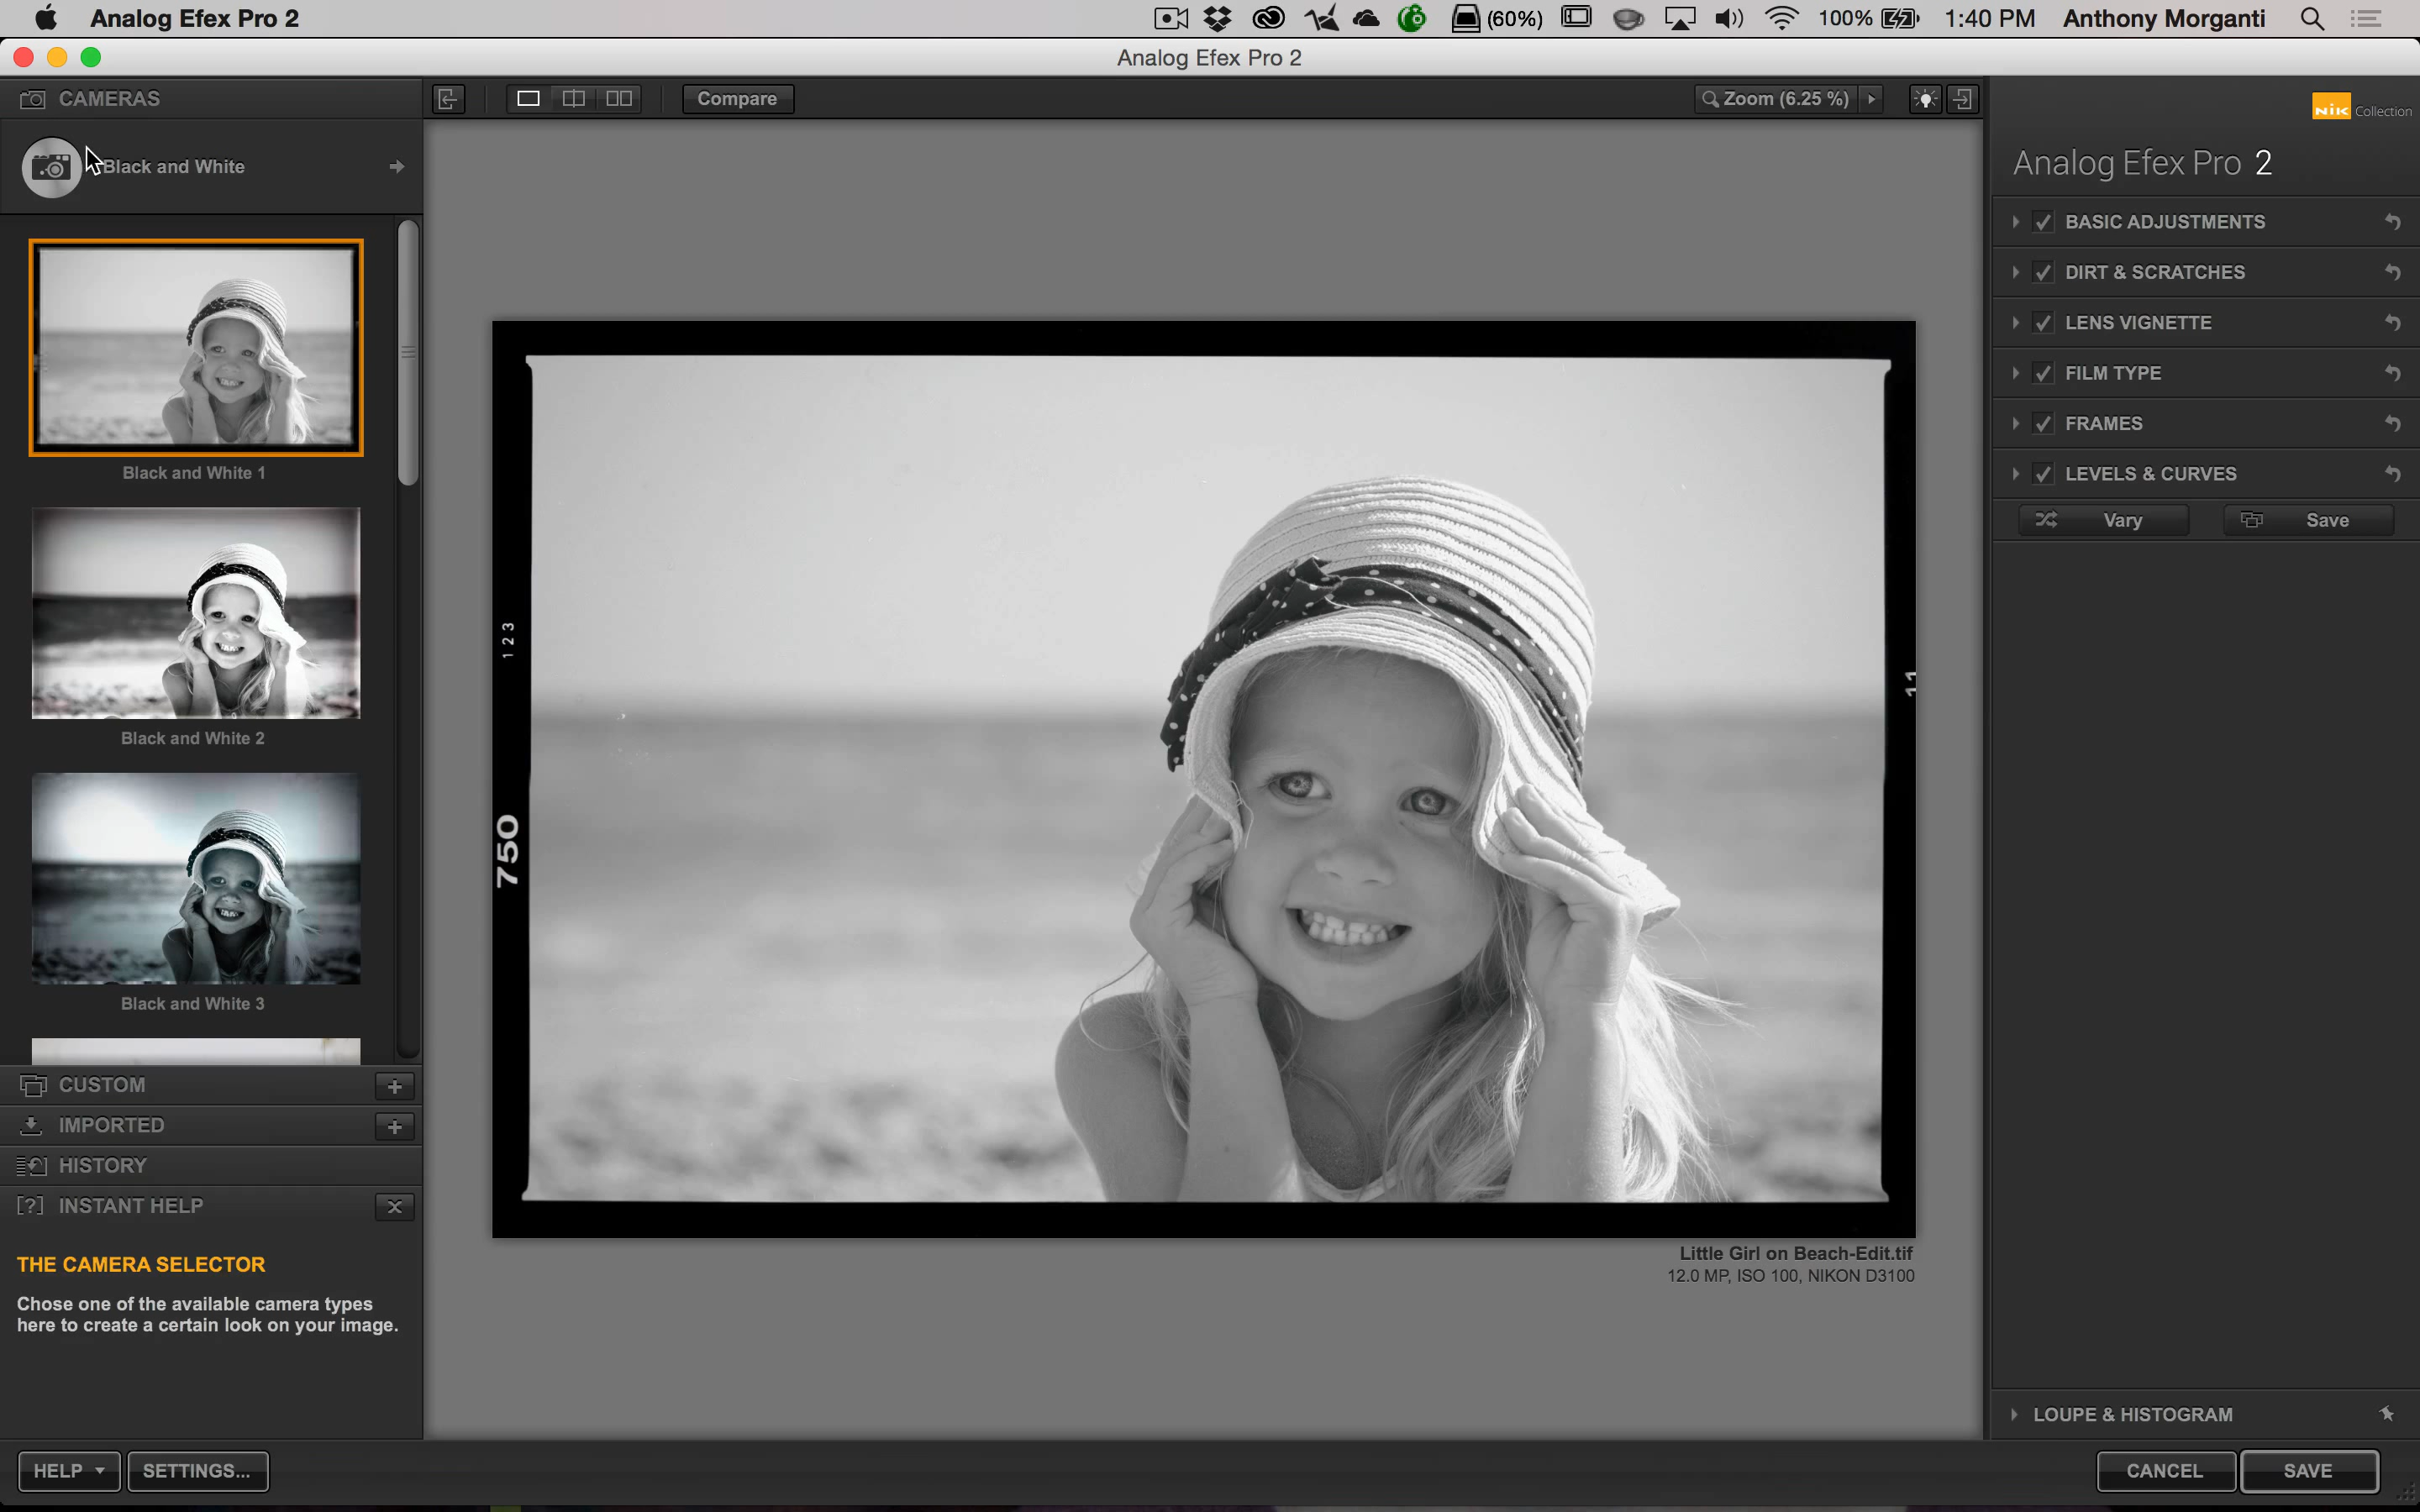 Analog Efex Pro 2
(60%)
100%
1:40 PM
Anthony Morganti
Analog Efex Pro 2
CAMERAS
Compare
Zoom (6.25 %)
Nik Collection
Black and White
Analog Efex Pro 2
BASIC ADJUSTMENTS
DIRT & SCRATCHES
LENS VIGNETTE
FILM TYPE
FRAMES
LEVELS & CURVES
Vary
Save
Black and White 1
Black and White 2
Black and White 3
123
750
11
Little Girl on Beach-Edit.tif
12.0 MP, ISO 100, NIKON D3100
CUSTOM
IMPORTED
HISTORY
[?] INSTANT HELP
THE CAMERA SELECTOR
Chose one of the available camera types
here to create a certain look on your image.
LOUPE & HISTOGRAM
HELP
SETTINGS...
CANCEL
SAVE